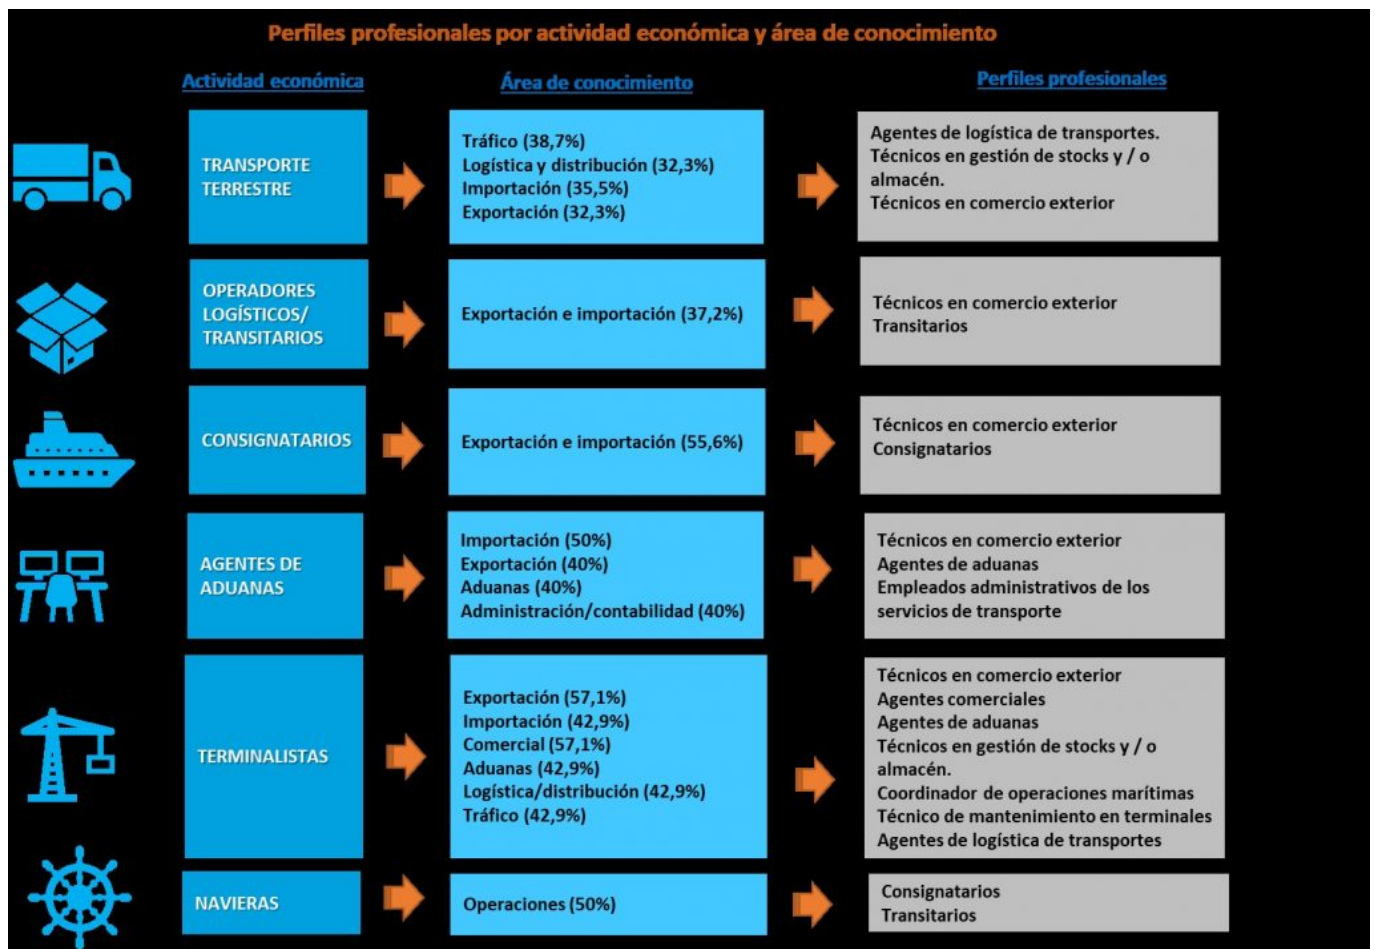 Perfiles profesionales por actividad económica y área de conocimiento
Actividad económica
Área de conocimiento
Perfiles profesionales
TRANSPORTE
TERRESTRE
Tráfico (38,7%)
Logística y distribución (32,3%)
Importación (35,5%)
Exportación (32,3%)
Agentes de logística de transportes.
Técnicos en gestión de stocks y / o
almacén.
Técnicos en comercio exterior
OPERADORES
LOGÍSTICOS/
TRANSITARIOS
Exportación e importación (37,2%)
Técnicos en comercio exterior
Transitarios
CONSIGNATARIOS
Exportación e importación (55,6%)
Técnicos en comercio exterior
Consignatarios
AGENTES DE
ADUANAS
Importación (50%)
Exportación (40%)
Aduanas (40%)
Administración/contabilidad (40%)
Técnicos en comercio exterior
Agentes de aduanas
Empleados administrativos de los
servicios de transporte
TERMINALISTAS
Exportación (57,1%)
Importación (42,9%)
Comercial (57,1%)
Aduanas (42,9%)
Logística/distribución (42,9%)
Tráfico (42,9%)
Técnicos en comercio exterior
Agentes comerciales
Agentes de aduanas
Técnicos en gestión de stocks y / o
almacén.
Coordinador de operaciones marítimas
Técnico de mantenimiento en terminales
Agentes de logística de transportes
NAVIERAS
Operaciones (50%)
Consignatarios
Transitarios